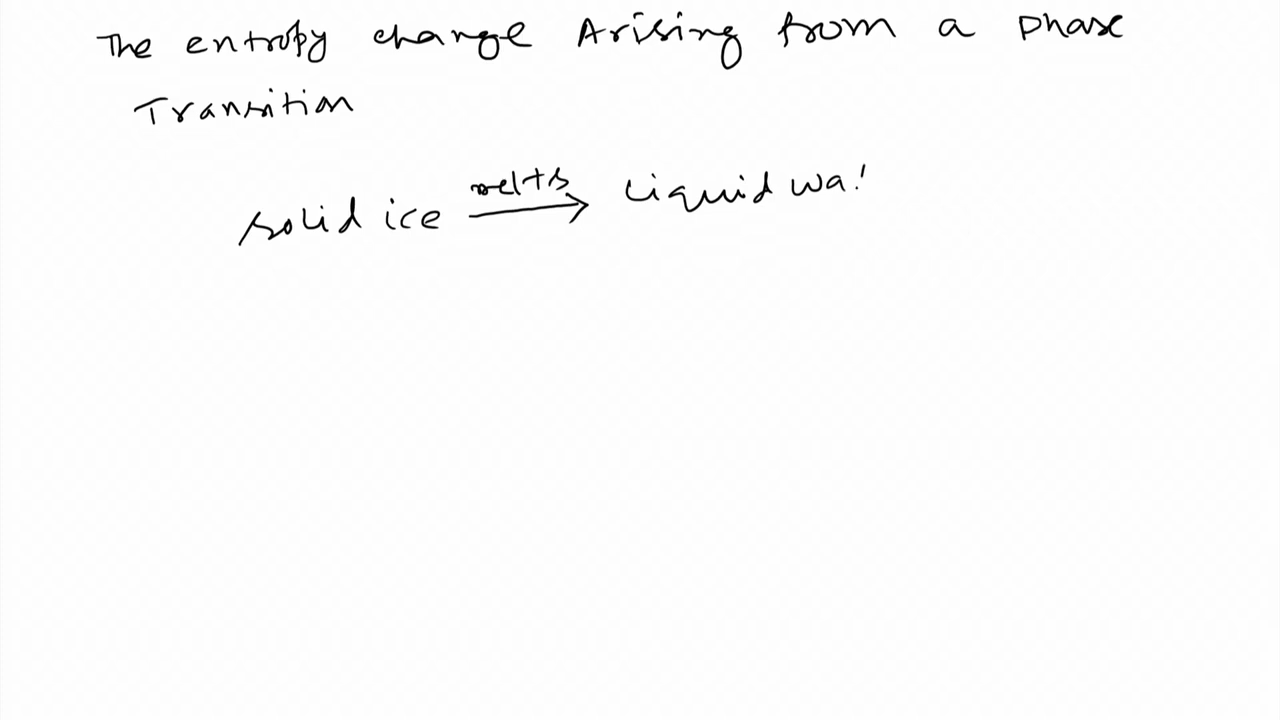 The entropy change Arising from a phase
Transition
solid ice melts liquid wa